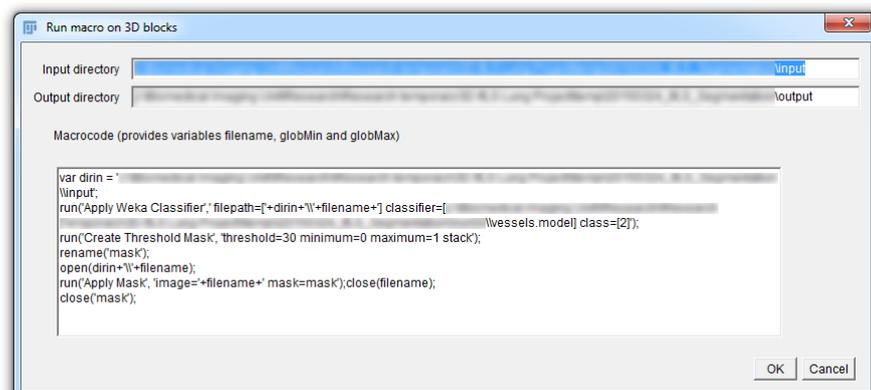 Run macro on 3D blocks
Input directory \input
Output directory \output
Macrocode (provides variables filename, globMin and globMax)
var dirin = '
\\input';
run('Apply Weka Classifier',' filepath=['+dirin+'\\'+filename+'] classifier=[
\\vessels.model] class=[2]');
run('Create Threshold Mask', 'threshold=30 minimum=0 maximum=1 stack');
rename('mask');
open(dirin+'\\'+filename);
run('Apply Mask', 'image='+filename+' mask=mask');close(filename);
close('mask');
OK Cancel